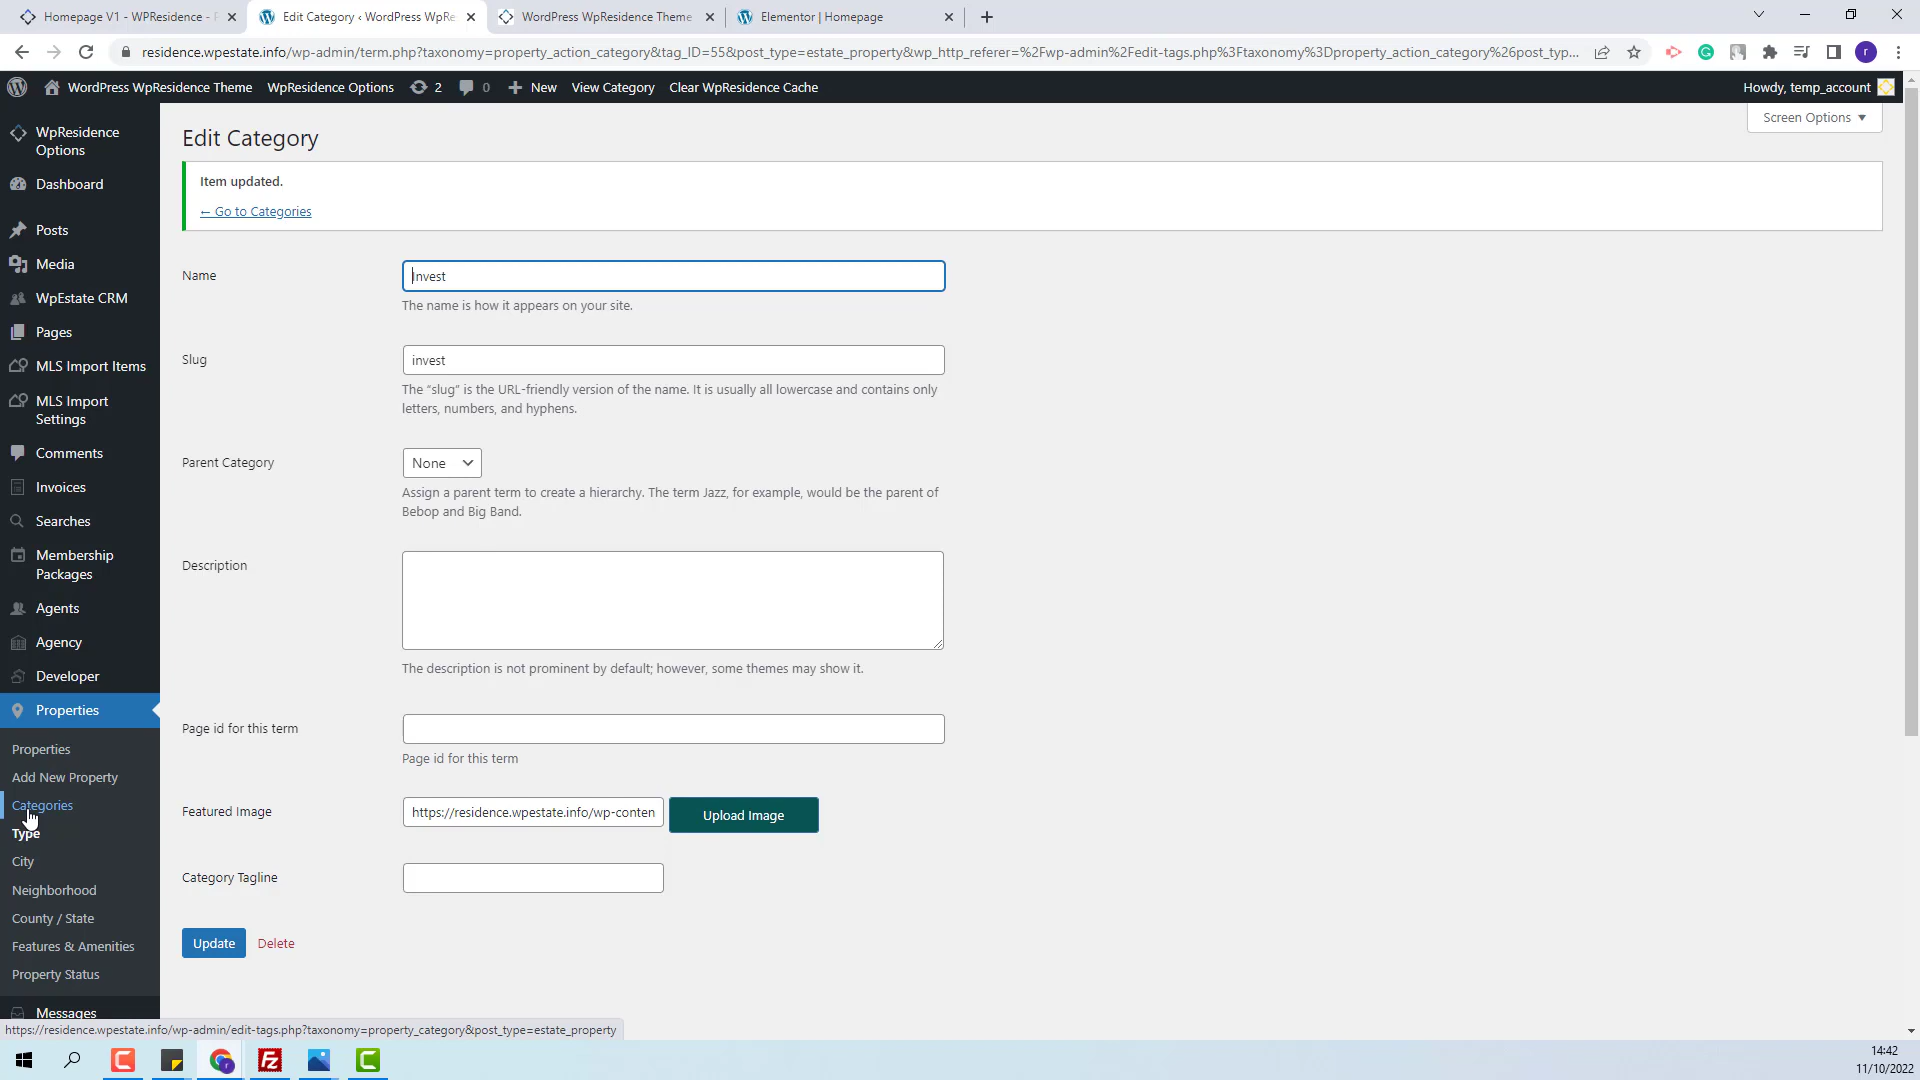 Homepage V1 - WPResidence -
Edit Category ‹ WordPress WpRe
WordPress WpResidence Theme
Elementor | Homepage
residence.wpestate.info/wp-admin/term.php?taxonomy=property_action_category&tag_ID=55&post_type=estate_property&wp_http_referer=%2Fwp-admin%2Fedit-tags.php%3Ftaxonomy%3Dproperty_action_category%26post_typ...
WordPress WpResidence Theme
WpResidence Options
2
0
New
View Category
Clear WpResidence Cache
Howdy, temp_account
WpResidence
Options
Dashboard
Posts
Media
WpEstate CRM
Pages
MLS Import Items
MLS Import
Settings
Comments
Invoices
Searches
Membership
Packages
Agents
Agency
Developer
Properties
Properties
Add New Property
Categories
Type
City
Neighborhood
County / State
Features & Amenities
Property Status
Messages
Screen Options
Edit Category
Item updated.
← Go to Categories
Name
Invest
The name is how it appears on your site.
Slug
invest
The “slug” is the URL-friendly version of the name. It is usually all lowercase and contains only
letters, numbers, and hyphens.
Parent Category
None
Assign a parent term to create a hierarchy. The term Jazz, for example, would be the parent of
Bebop and Big Band.
Description
The description is not prominent by default; however, some themes may show it.
Page id for this term
Page id for this term
Featured Image
https://residence.wpestate.info/wp-conten
Upload Image
Category Tagline
Update
Delete
https://residence.wpestate.info/wp-admin/edit-tags.php?taxonomy=property_category&post_type=estate_property
14:42
11/10/2022